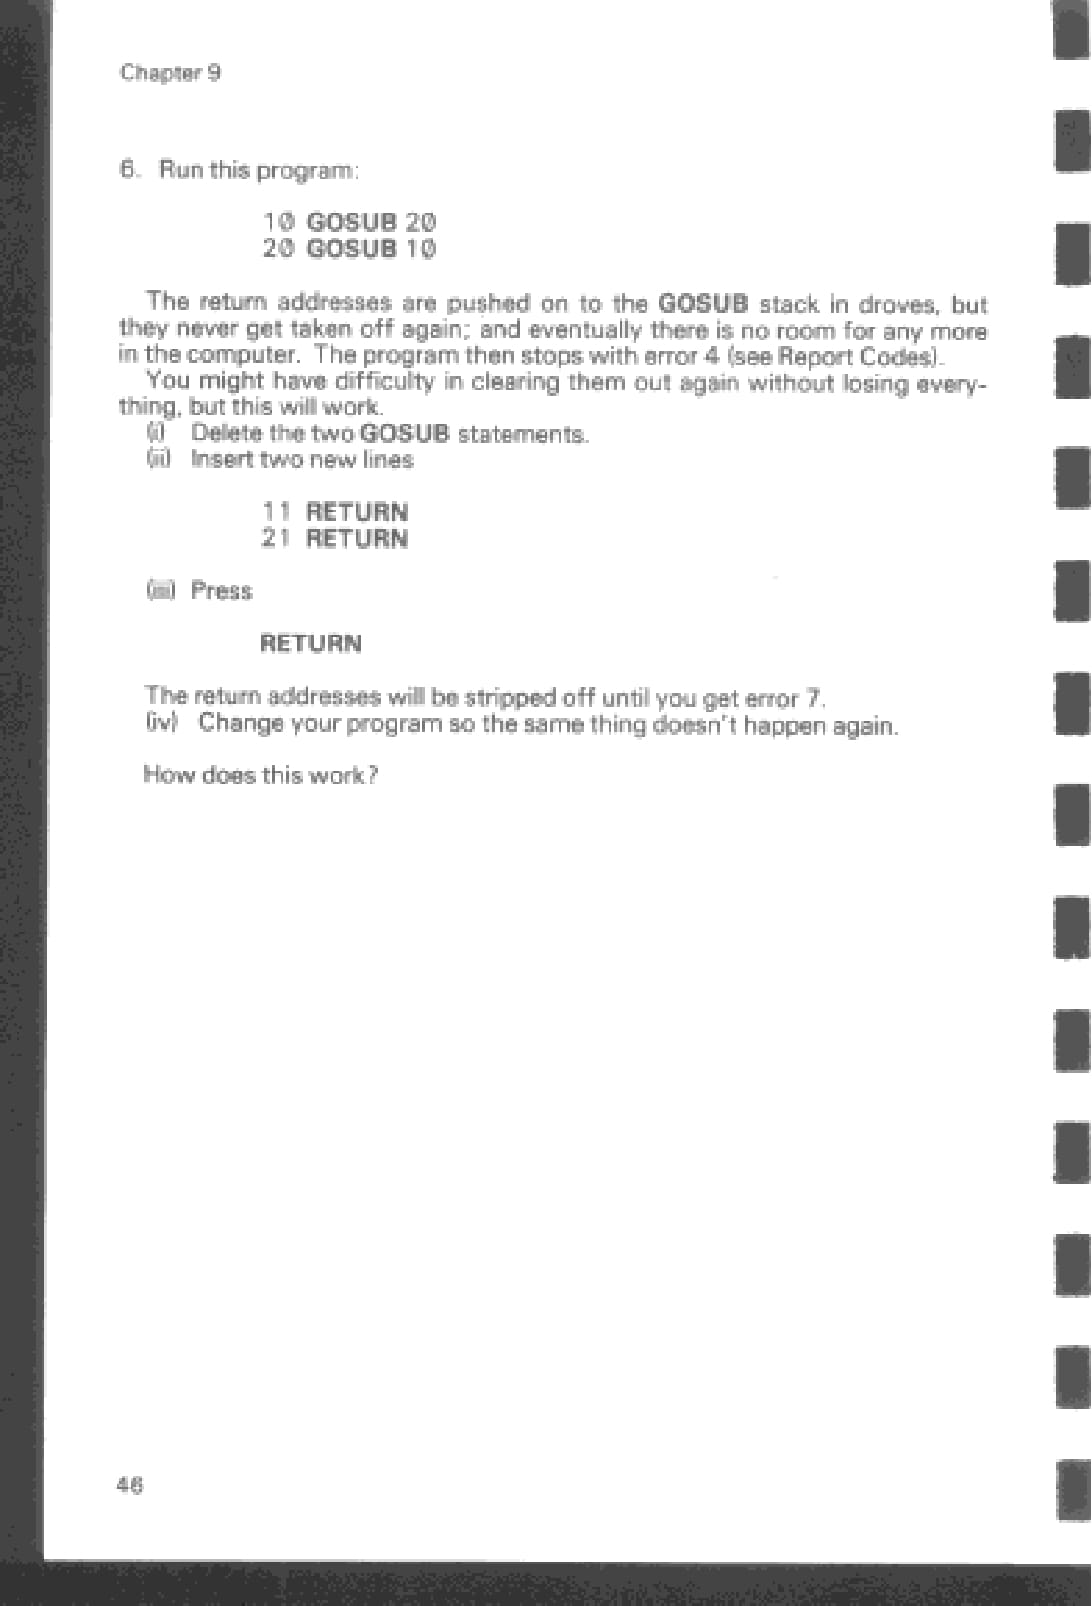 Chapter 9
6. Run this program:
10 GOSUB 20
20 GOSUB 10
The return addresses are pushed on to the GOSUB stack in droves, but
they never get taken off again; and eventually there is no room for any more
in the computer. The program then stops with error 4 (see Report Codes).
You might have difficulty in clearing them out again without losing every-
thing, but this will work.
(i) Delete the two GOSUB statements.
(ii) Insert two new lines
11 RETURN
21 RETURN
(iii) Press
RETURN
The return addresses will be stripped off until you get error 7.
(iv) Change your program so the same thing doesn't happen again.
How does this work?
46